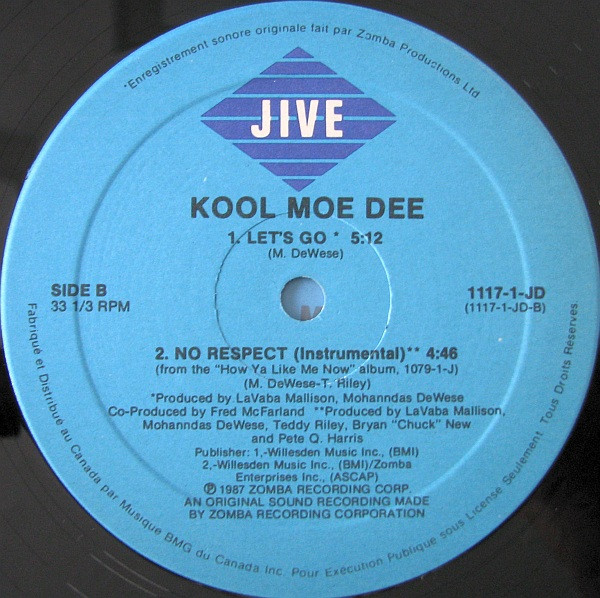 *Enregistrement sonore originale fait par Zomba Productions Ltd
JIVE
KOOL MOE DEE
1. LET'S GO * 5:12
(M. DeWese)
SIDE B
33 1/3 RPM
1117-1-JD
(1117-1-JD-B)
2. NO RESPECT (Instrumental)** 4:46
(from the "How Ya Like Me Now" album, 1079-1-J)
(M. DeWese-T. Riley)
*Produced by LaVaba Mallison, Mohanndas DeWese
Co-Produced by Fred McFarland **Produced by LaVaba Mallison,
Mohanndas DeWese, Teddy Riley, Bryan "Chuck" New
and Pete Q. Harris
Publisher: 1,-Willesden Music Inc., (BMI)
2,-Willesden Music Inc., (BMI)/Zomba
Enterprises Inc., (ASCAP)
℗ 1987 ZOMBA RECORDING CORP.
AN ORIGINAL SOUND RECORDING MADE
BY ZOMBA RECORDING CORPORATION
Fabriqué et Distribué au Canada par Musique BMG du Canada Inc. Pour Exécution Publique sous License Seulement Tous Droits Réservés.